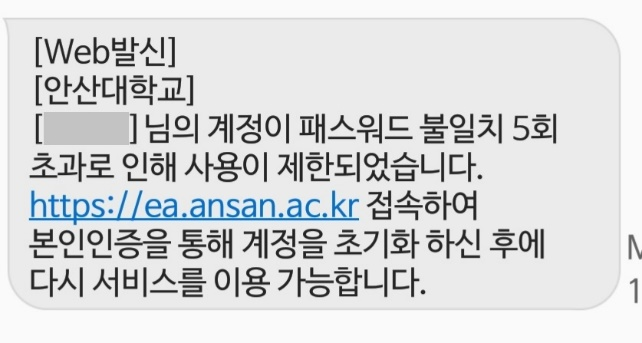 [Web발신]
[안산대학교]
[ ] 님의 계정이 패스워드 불일치 5회
초과로 인해 사용이 제한되었습니다.
https://ea.ansan.ac.kr 접속하여
본인인증을 통해 계정을 초기화 하신 후에
다시 서비스를 이용 가능합니다.